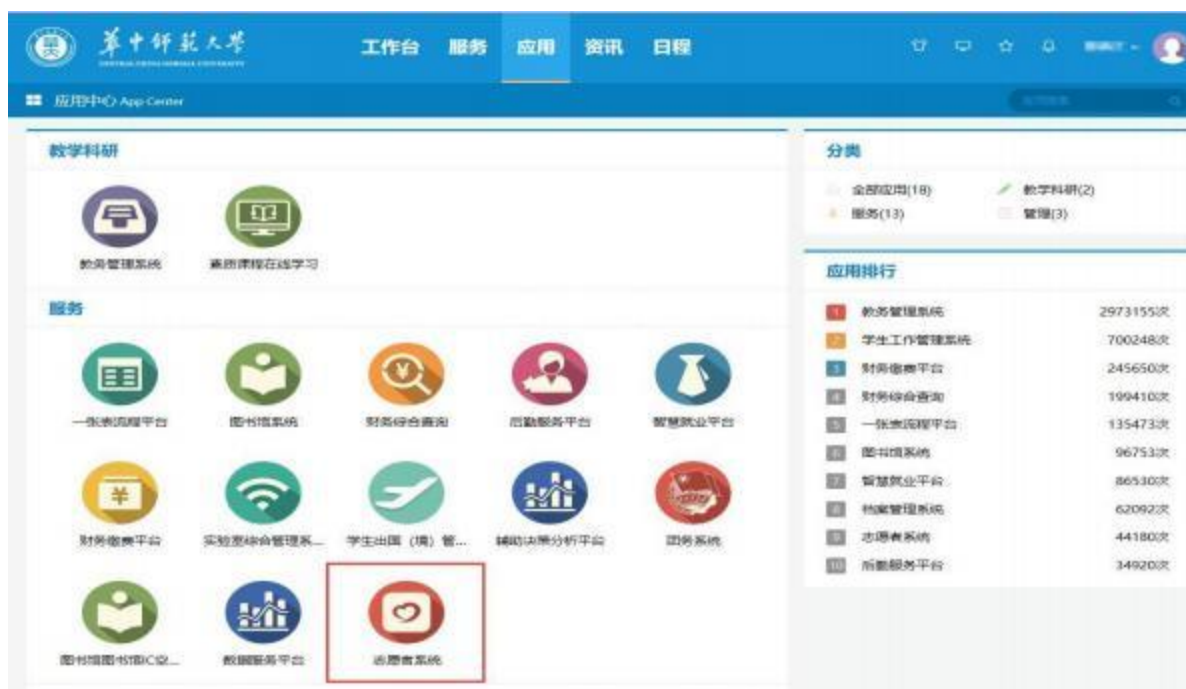 華中師範大學
CENTRAL CHINA NORMAL UNIVERSITY
工作台 服务 应用 资讯 日程
应用中心 App Center
教学科研
教务管理系统 素质课程在线学习
服务
一张表流程平台 图书馆系统 财务综合查询 后勤服务平台 智慧就业平台
财务缴费平台 实验室综合管理系... 学生出国（境）管... 辅助决策分析平台 团务系统
图书馆图书馆IC空... 数据服务平台 志愿者系统
分类
全部应用(18) 教学科研(2)
服务(13) 管理(3)
应用排行
1 教务管理系统 2973155次
2 学生工作管理系统 700248次
3 财务缴费平台 245650次
4 财务综合查询 199410次
5 一张表流程平台 135473次
6 图书馆系统 96753次
7 智慧就业平台 86530次
8 档案管理系统 62092次
9 志愿者系统 44180次
10 后勤服务平台 34920次